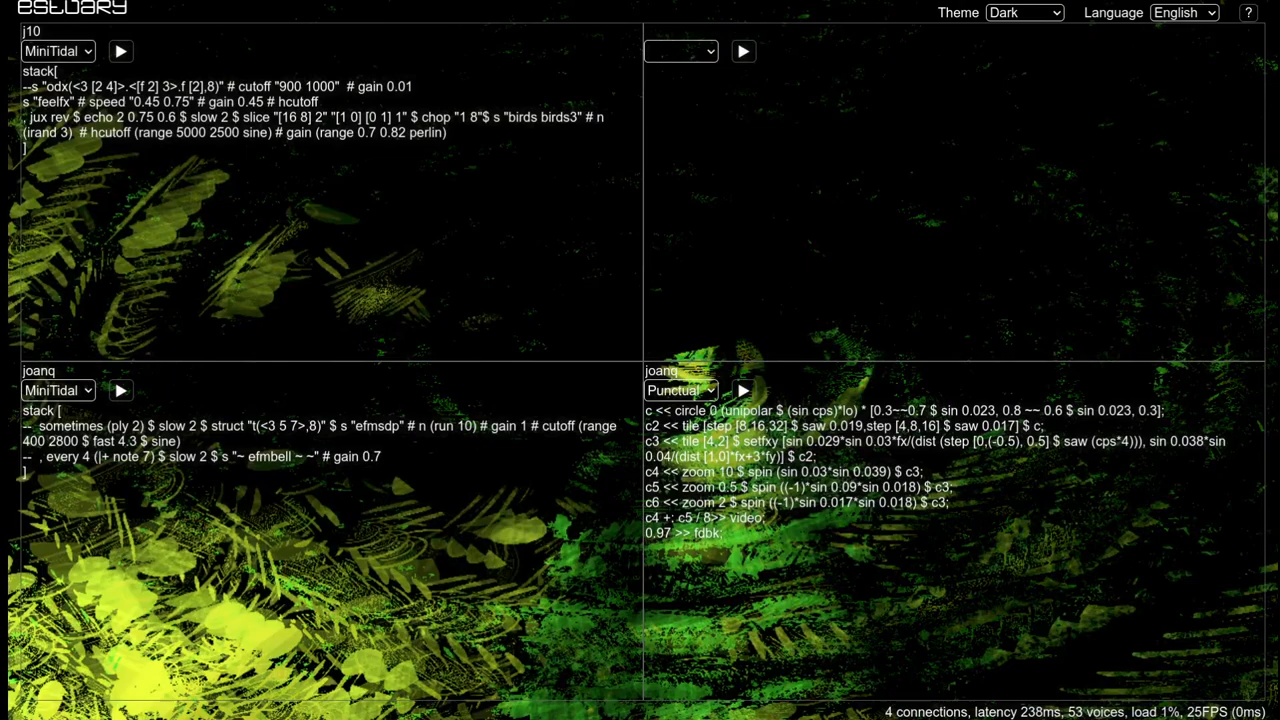 estuary
Theme Dark Language English ?
j10
MiniTidal
stack[
--s "odx(<3 [2 4]>.<[f 2] 3>.f [2],8)" # cutoff "900 1000"  # gain 0.01
s "feelfx" # speed "0.45 0.75" # gain 0.45 # hcutoff
, jux rev $ echo 2 0.75 0.6 $ slow 2 $ slice "[16 8] 2" "[1 0] [0 1] 1" $ chop "1 8"$ s "birds birds3" # n
(irand 3)  # hcutoff (range 5000 2500 sine) # gain (range 0.7 0.82 perlin)
]
joanq
MiniTidal
stack [
--  sometimes (ply 2) $ slow 2 $ struct "t(<3 5 7>,8)" $ s "efmsdp" # n (run 10) # gain 1 # cutoff (range
400 2800 $ fast 4.3 $ sine)
--  , every 4 (|+ note 7) $ slow 2 $ s "~ efmbell ~ ~" # gain 0.7
]
joanq
Punctual
c << circle 0 (unipolar $ (sin cps)*lo) * [0.3~~0.7 $ sin 0.023, 0.8 ~~ 0.6 $ sin 0.023, 0.3];
c2 << tile [step [8,16,32] $ saw 0.019,step [4,8,16] $ saw 0.017] $ c;
c3 << tile [4,2] $ setfxy [sin 0.029*sin 0.03*fx/(dist (step [0,(-0.5), 0.5] $ saw (cps*4))), sin 0.038*sin
0.04/(dist [1,0]*fx+3*fy)] $ c2;
c4 << zoom 10 $ spin (sin 0.03*sin 0.039) $ c3;
c5 << zoom 0.5 $ spin ((-1)*sin 0.09*sin 0.018) $ c3;
c6 << zoom 2 $ spin ((-1)*sin 0.017*sin 0.018) $ c3;
c4 +: c5 / 8>> video;
0.97 >> fdbk;
4 connections, latency 238ms, 53 voices, load 1%, 25FPS (0ms)